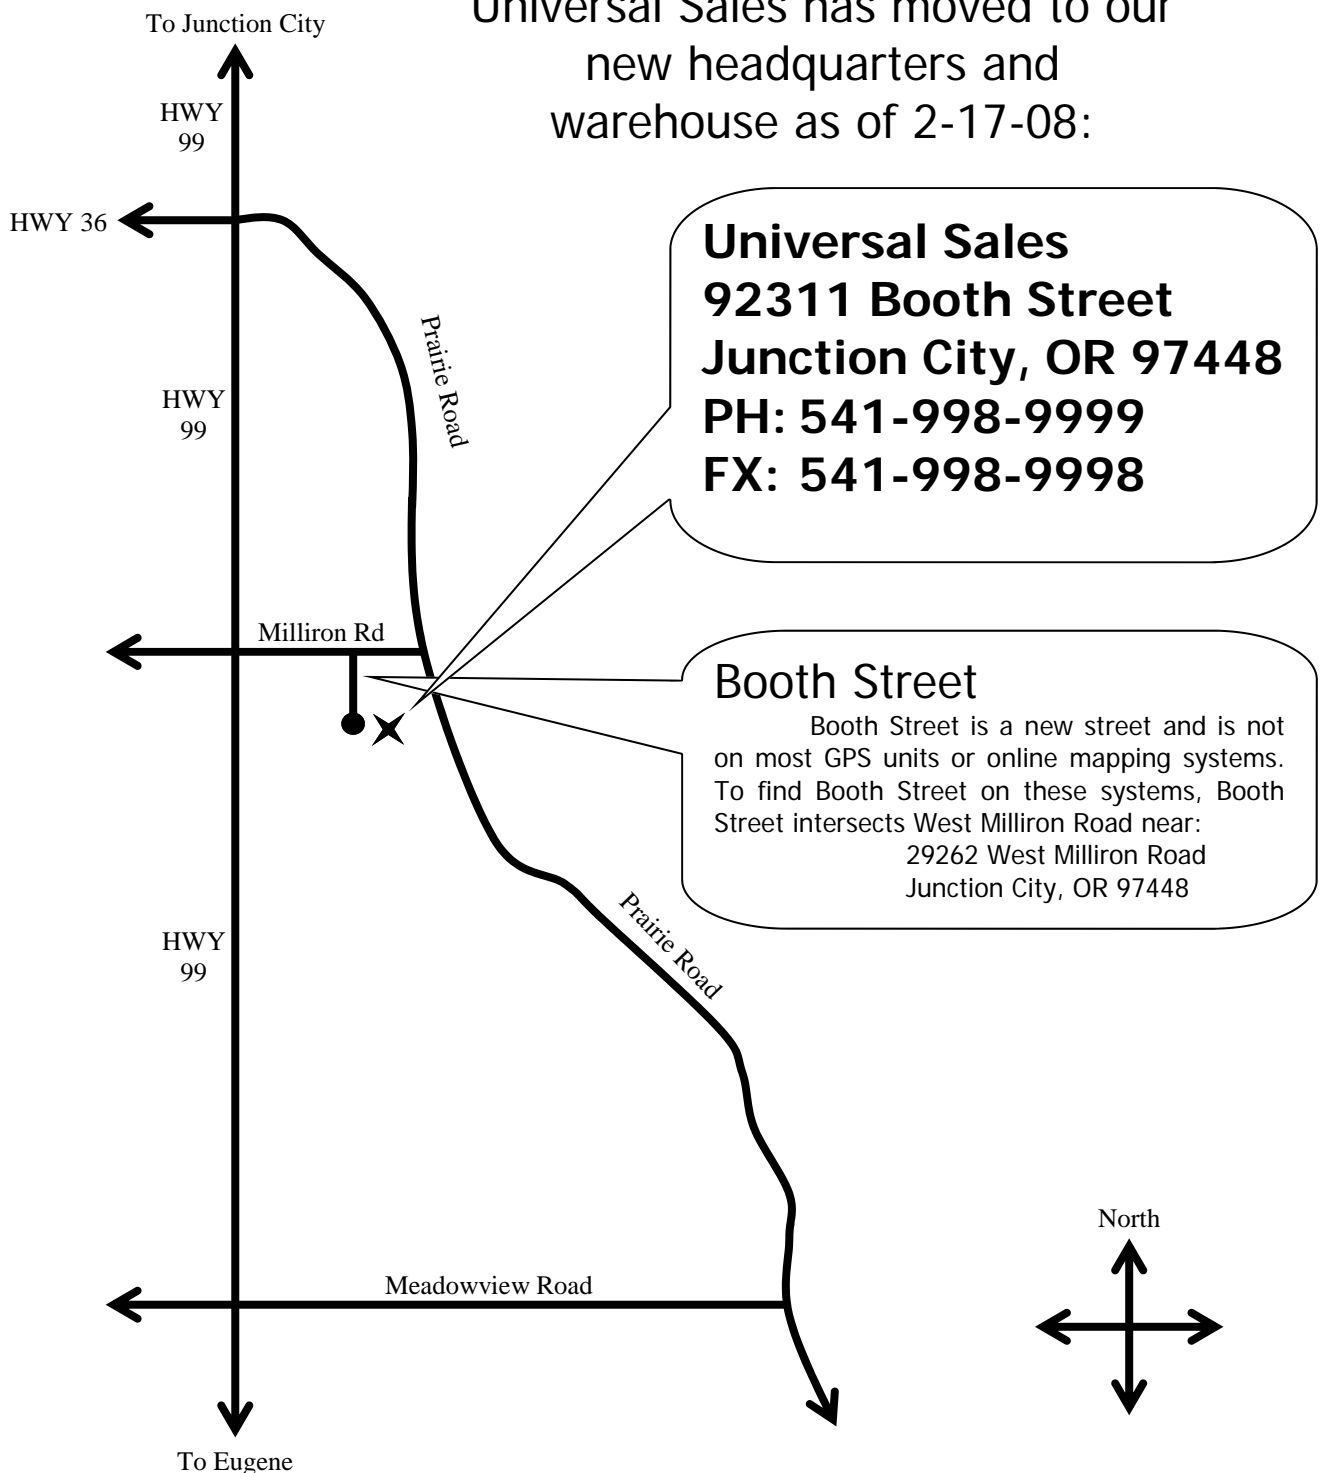 Universal Sales has moved to our
new headquarters and
warehouse as of 2-17-08:
To Junction City
HWY
99
HWY 36
Universal Sales
92311 Booth Street
Junction City, OR 97448
PH: 541-998-9999
FX: 541-998-9998
Prairie Road
HWY
99
Milliron Rd
Booth Street
Booth Street is a new street and is not
on most GPS units or online mapping systems.
To find Booth Street on these systems, Booth
Street intersects West Milliron Road near:
29262 West Milliron Road
Junction City, OR 97448
Prairie Road
HWY
99
North
Meadowview Road
To Eugene